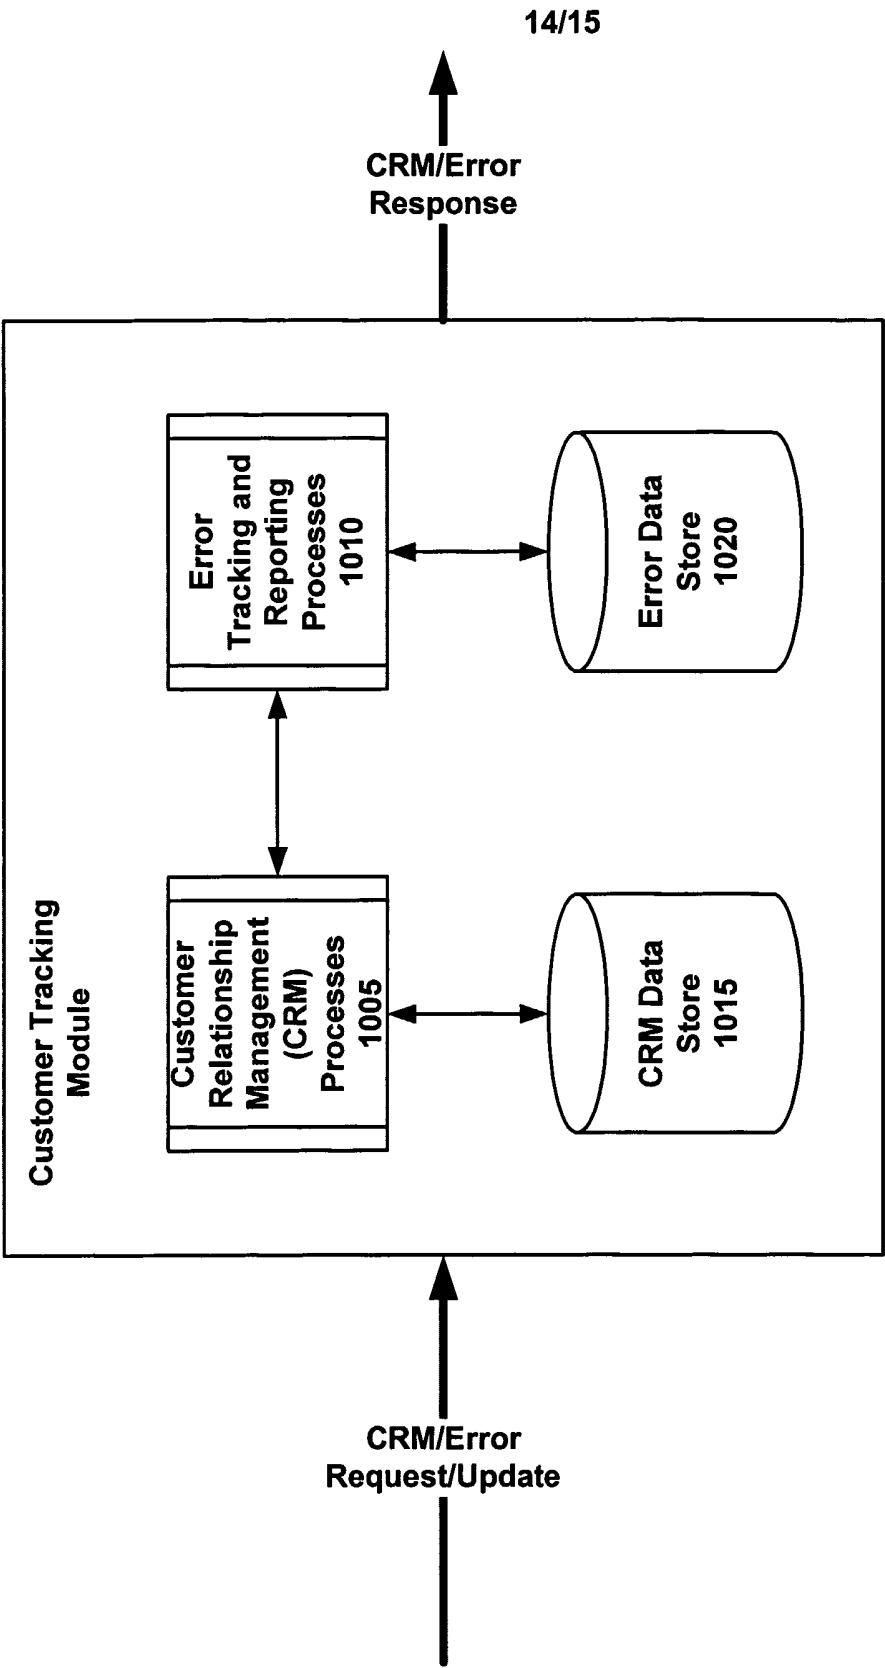 14/15
CRM/Error
Response
Customer Tracking
Module
Customer
Relationship
Management
(CRM)
Processes
1005
Error
Tracking and
Reporting
Processes
1010
CRM Data
Store
1015
Error Data
Store
1020
CRM/Error
Request/Update